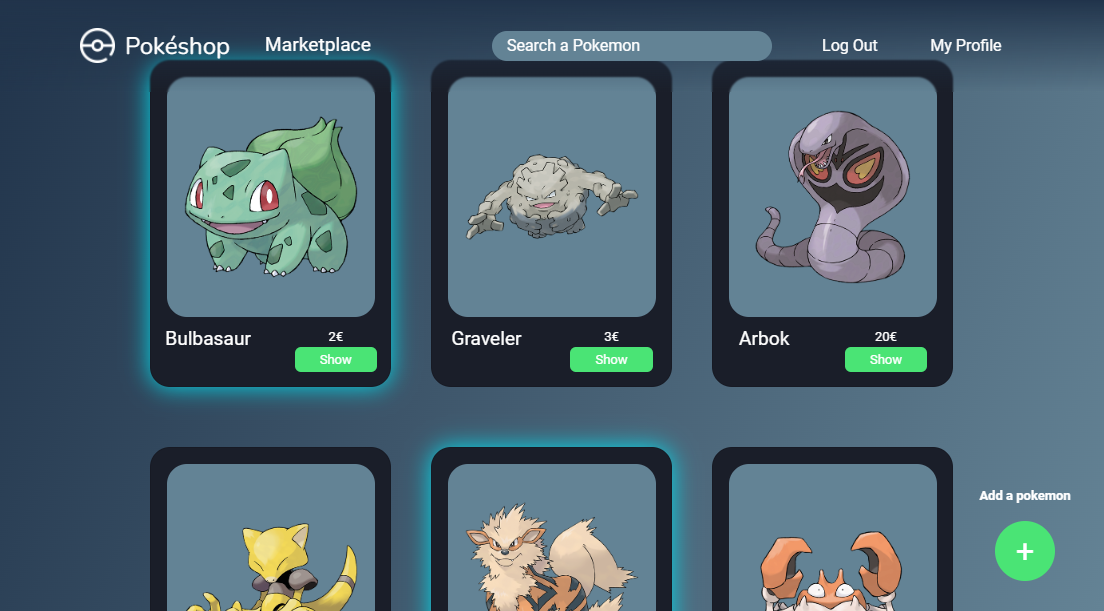 Pokéshop
Marketplace
Search a Pokemon
Log Out
My Profile
Bulbasaur
2€
Show
Graveler
3€
Show
Arbok
20€
Show
Add a pokemon
+